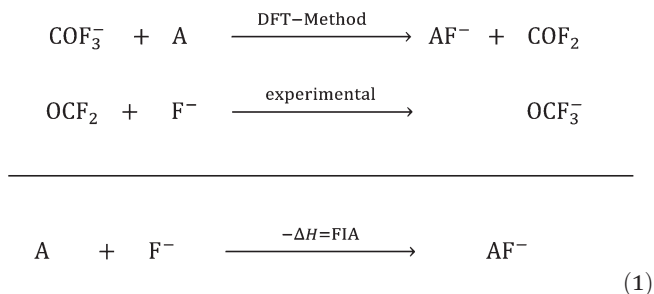 DFT−Method
COF₃⁻ + A ⟶ AF⁻ + COF₂
experimental
OCF₂ + F⁻ ⟶ OCF₃⁻
−ΔH=FIA
A + F⁻ ⟶ AF⁻
(1)